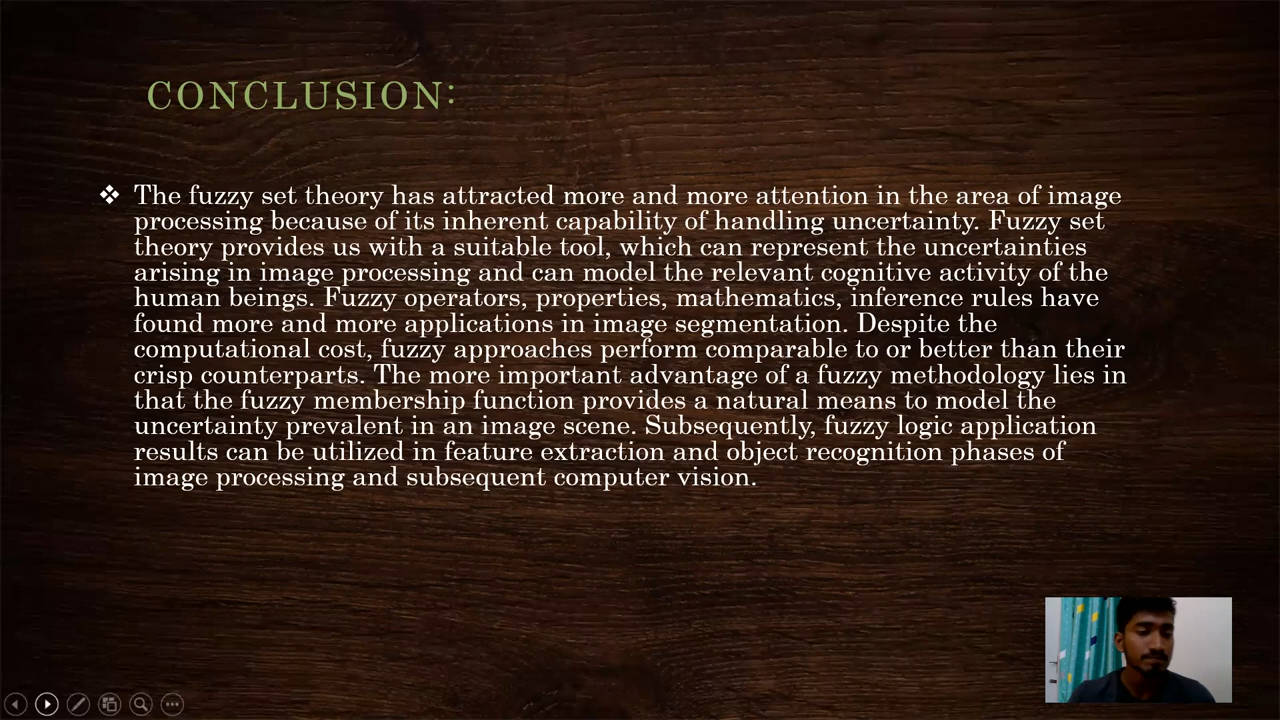 CONCLUSION:
❖ The fuzzy set theory has attracted more and more attention in the area of image
processing because of its inherent capability of handling uncertainty. Fuzzy set
theory provides us with a suitable tool, which can represent the uncertainties
arising in image processing and can model the relevant cognitive activity of the
human beings. Fuzzy operators, properties, mathematics, inference rules have
found more and more applications in image segmentation. Despite the
computational cost, fuzzy approaches perform comparable to or better than their
crisp counterparts. The more important advantage of a fuzzy methodology lies in
that the fuzzy membership function provides a natural means to model the
uncertainty prevalent in an image scene. Subsequently, fuzzy logic application
results can be utilized in feature extraction and object recognition phases of
image processing and subsequent computer vision.